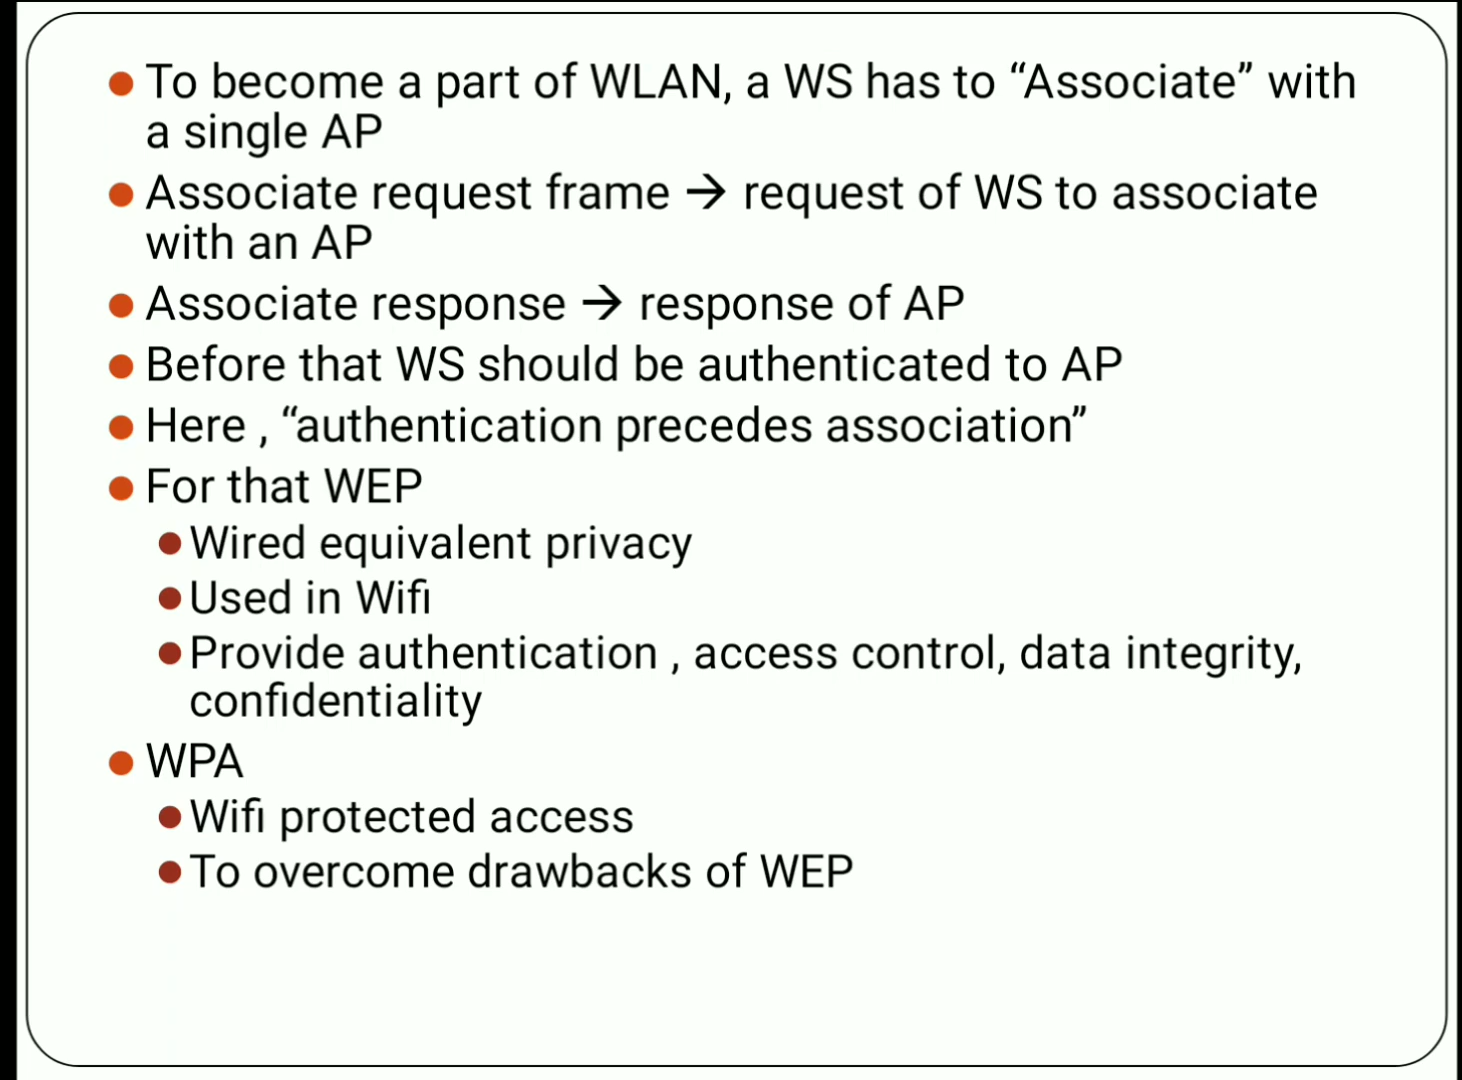 To become a part of WLAN, a WS has to “Associate” with
a single AP
Associate request frame → request of WS to associate
with an AP
Associate response → response of AP
Before that WS should be authenticated to AP
Here , “authentication precedes association”
For that WEP
Wired equivalent privacy
Used in Wifi
Provide authentication , access control, data integrity,
confidentiality
WPA
Wifi protected access
To overcome drawbacks of WEP